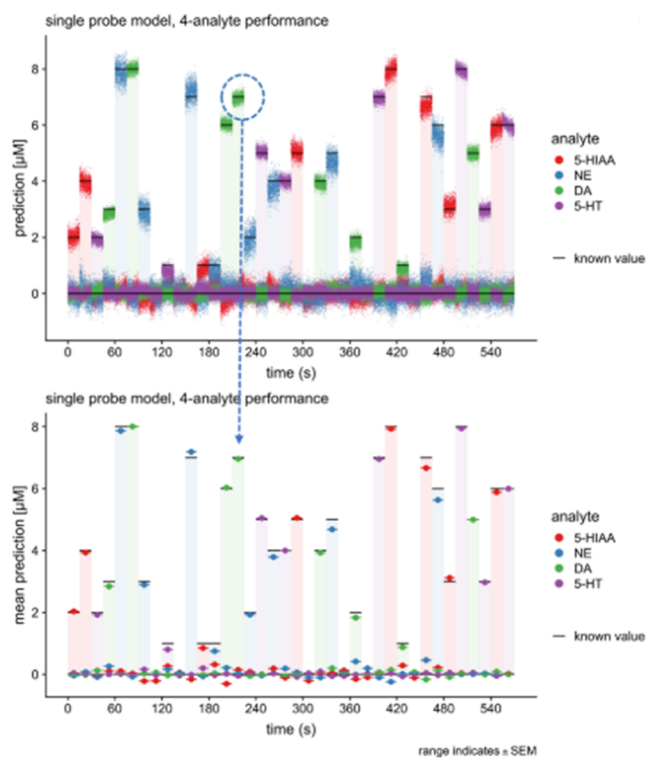 single probe model, 4-analyte performance
prediction [µM]
8
6
4
2
0
0 60 120 180 240 300 360 420 480 540
time (s)
analyte
5-HIAA
NE
DA
5-HT
known value
single probe model, 4-analyte performance
mean prediction [µM]
8
6
4
2
0
0 60 120 180 240 300 360 420 480 540
time (s)
analyte
5-HIAA
NE
DA
5-HT
known value
range indicates ± SEM